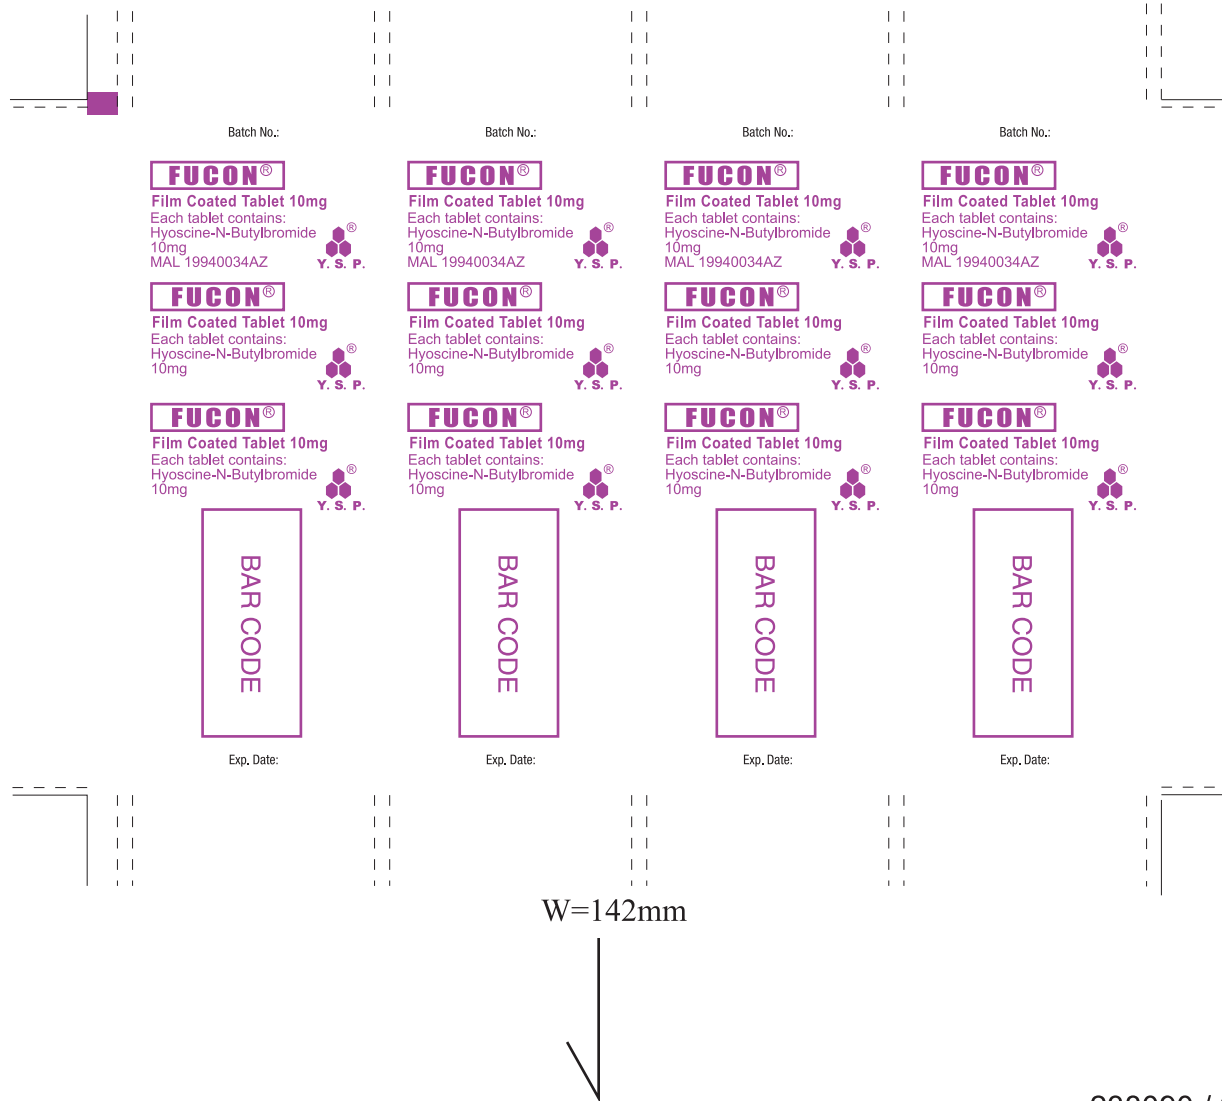 Batch No.: Batch No.: Batch No.: Batch No.:
FUCON® FUCON® FUCON® FUCON®
Film Coated Tablet 10mg Film Coated Tablet 10mg Film Coated Tablet 10mg Film Coated Tablet 10mg
Each tablet contains: Each tablet contains: Each tablet contains: Each tablet contains:
Hyoscine-N-Butylbromide ® Hyoscine-N-Butylbromide ® Hyoscine-N-Butylbromide ® Hyoscine-N-Butylbromide ®
10mg 10mg 10mg 10mg
MAL 19940034AZ Y. S. P. MAL 19940034AZ Y. S. P. MAL 19940034AZ Y. S. P. MAL 19940034AZ Y. S. P.
FUCON® FUCON® FUCON® FUCON®
Film Coated Tablet 10mg Film Coated Tablet 10mg Film Coated Tablet 10mg Film Coated Tablet 10mg
Each tablet contains: Each tablet contains: Each tablet contains: Each tablet contains:
Hyoscine-N-Butylbromide ® Hyoscine-N-Butylbromide ® Hyoscine-N-Butylbromide ® Hyoscine-N-Butylbromide ®
10mg 10mg 10mg 10mg
Y. S. P. Y. S. P. Y. S. P. Y. S. P.
FUCON® FUCON® FUCON® FUCON®
Film Coated Tablet 10mg Film Coated Tablet 10mg Film Coated Tablet 10mg Film Coated Tablet 10mg
Each tablet contains: Each tablet contains: Each tablet contains: Each tablet contains:
Hyoscine-N-Butylbromide ® Hyoscine-N-Butylbromide ® Hyoscine-N-Butylbromide ® Hyoscine-N-Butylbromide ®
10mg 10mg 10mg 10mg
Y. S. P. Y. S. P. Y. S. P. Y. S. P.
BAR CODE BAR CODE BAR CODE BAR CODE
Exp. Date: Exp. Date: Exp. Date: Exp. Date:
W=142mm